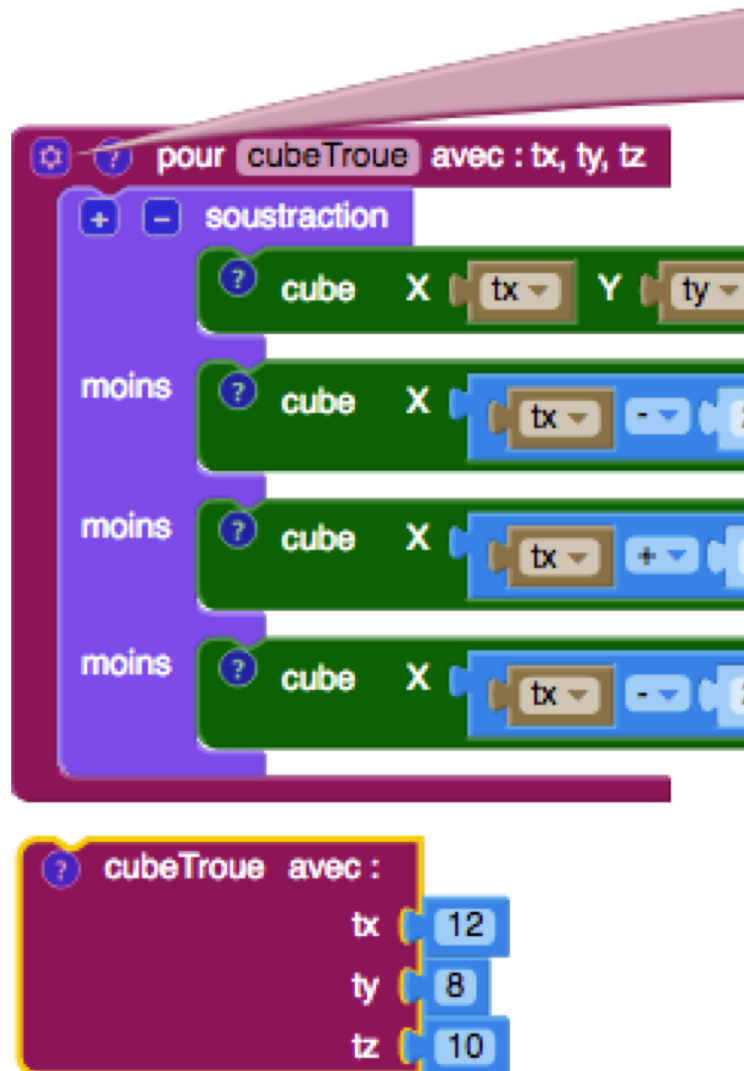 ? pour cubeTroue avec : tx, ty, tz
+ - soustraction
? cube X tx Y ty
moins ? cube X tx -
moins ? cube X tx +
moins ? cube X tx -
? cubeTroue avec :
tx 12
ty 8
tz 10